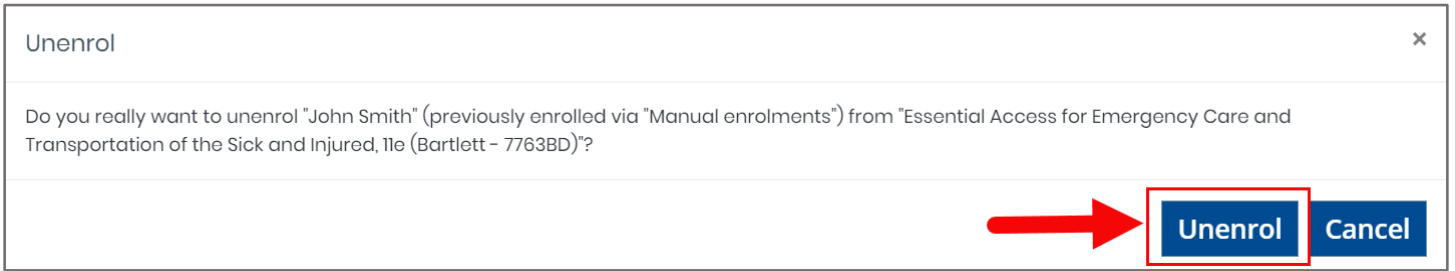 Unenrol
×
Do you really want to unenrol "John Smith" (previously enrolled via "Manual enrolments") from "Essential Access for Emergency Care and
Transportation of the Sick and Injured, 11e (Bartlett - 7763BD)"?
Unenrol Cancel